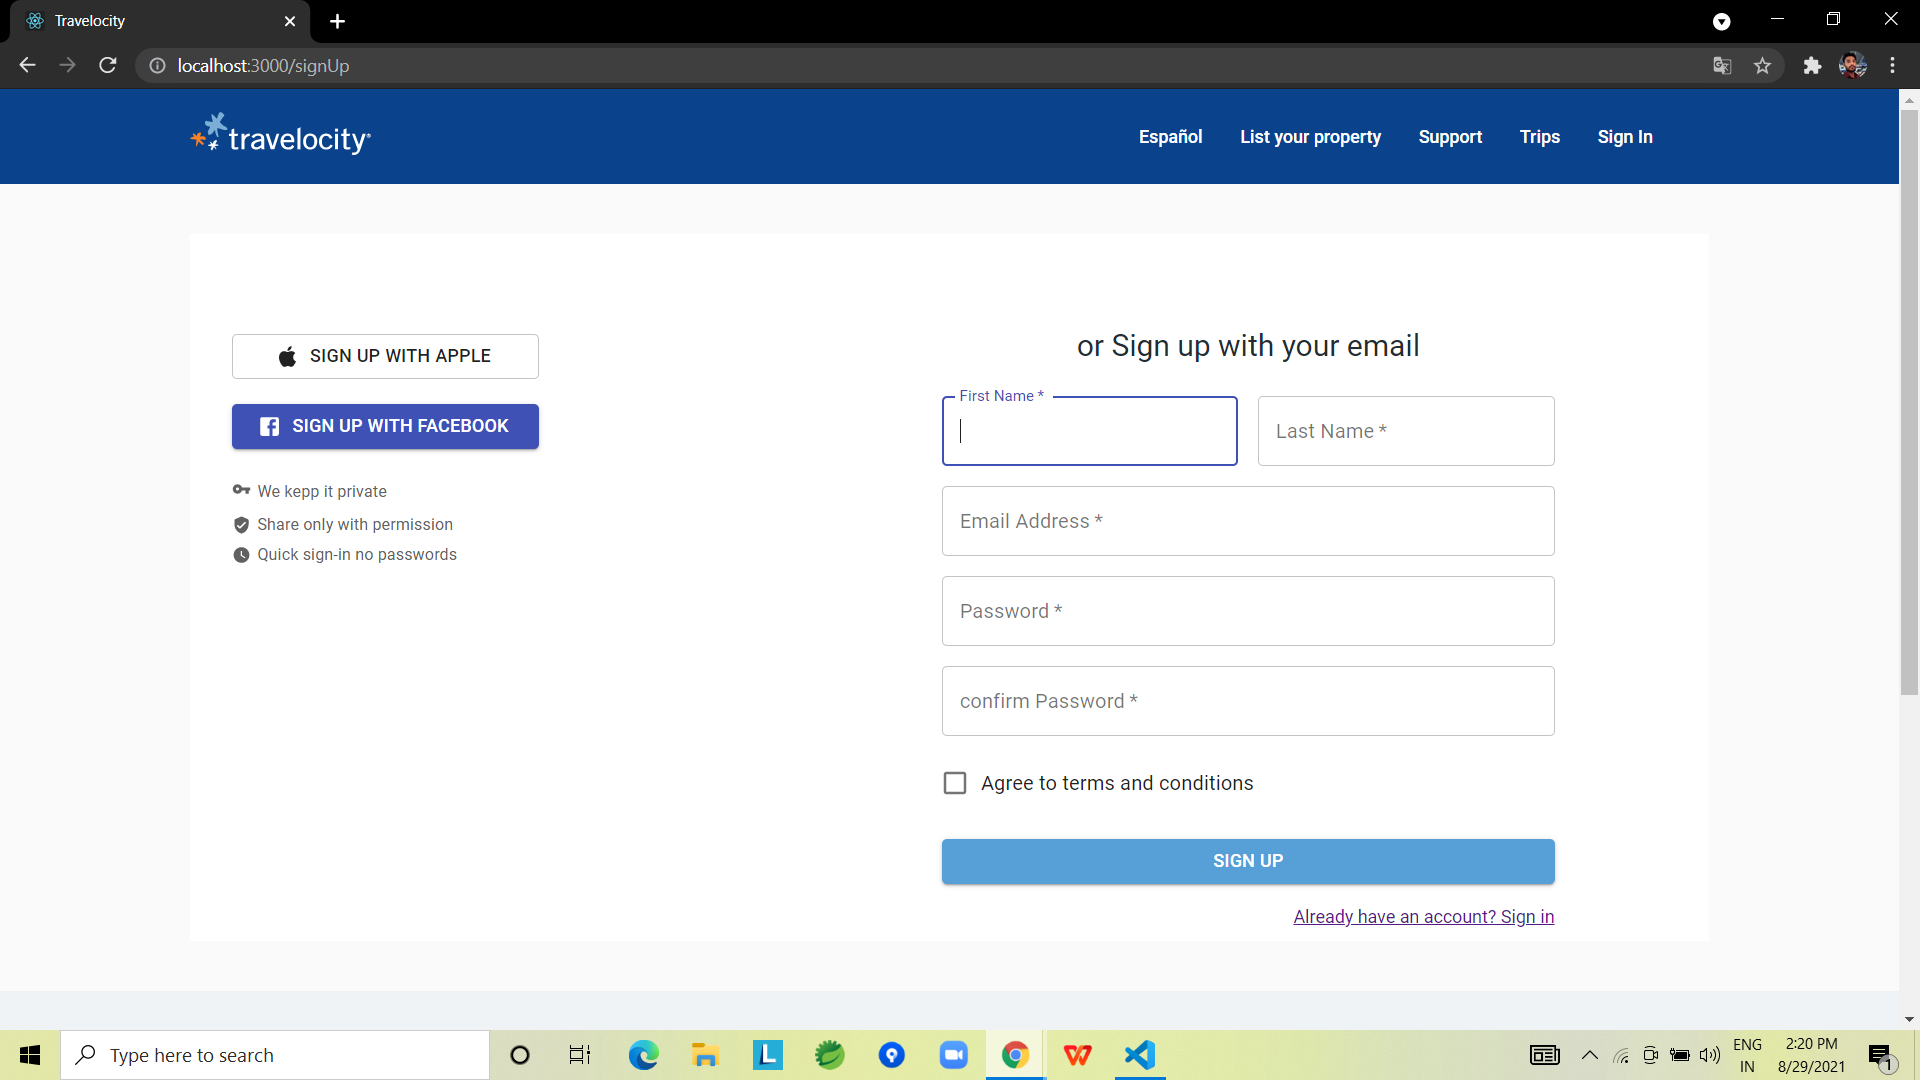 Travelocity
localhost:3000/signUp
travelocity
Español List your property Support Trips Sign In
SIGN UP WITH APPLE
SIGN UP WITH FACEBOOK
We kepp it private
Share only with permission
Quick sign-in no passwords
or Sign up with your email
First Name *
Last Name *
Email Address *
Password *
confirm Password *
Agree to terms and conditions
SIGN UP
Already have an account? Sign in
Type here to search
ENG
IN
2:20 PM
8/29/2021
1